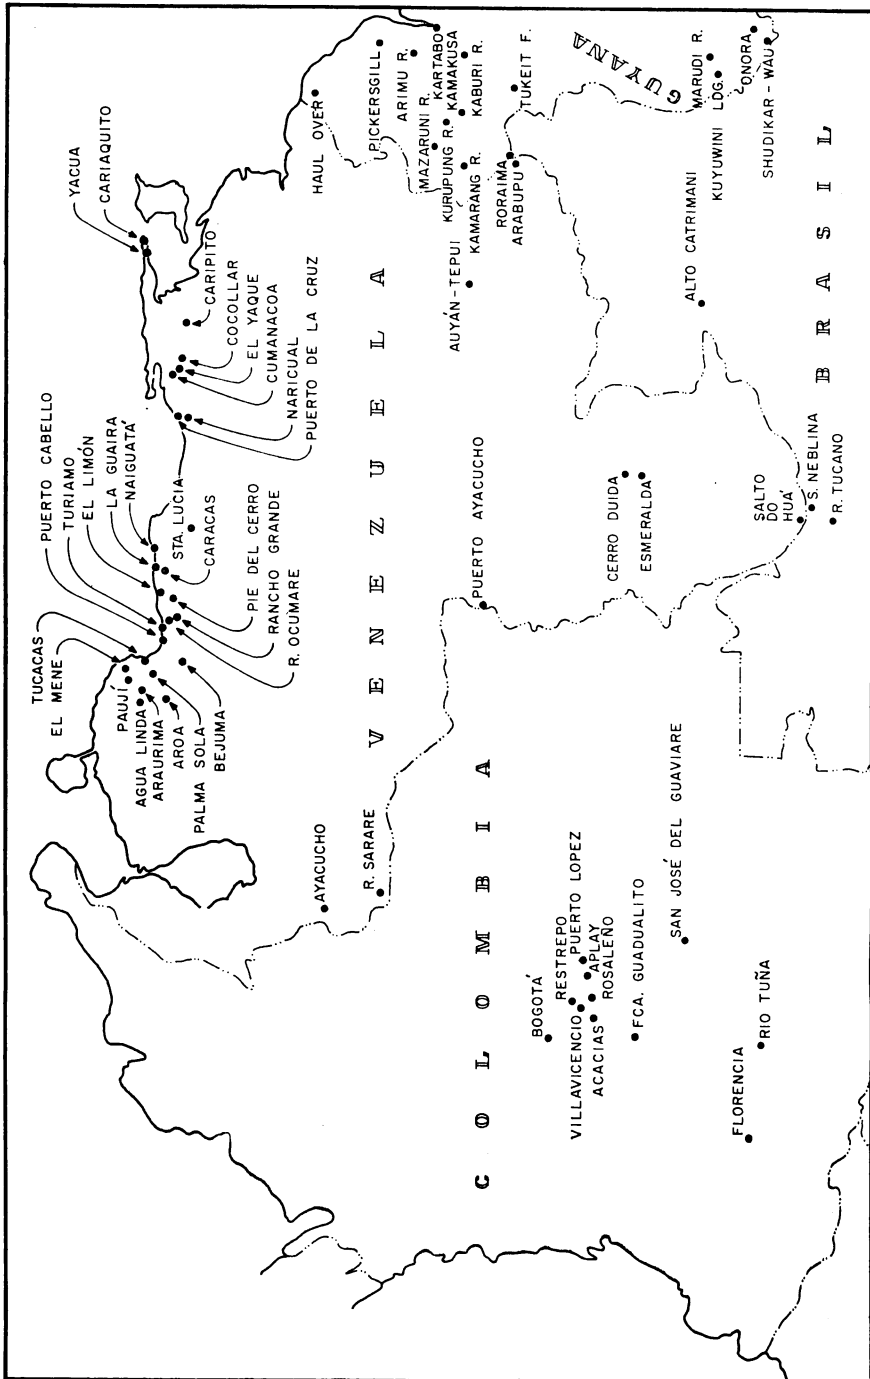 YACUA
CARIAQUITO
TUCACAS
EL MENE
PUERTO CABELLO
TURIAMO
EL LIMÓN
LA GUAIRA
NAIGUATÁ
STA. LUCIA
CARACAS
PIE DEL CERRO
RANCHO GRANDE
R. OCUMARE
PAUJÍ
AGUA LINDA
ARAURIMA
AROA
PALMA SOLA
BEJUMA
CARIPITO
COCOLLAR
EL YAQUE
CUMANACOA
NARICUAL
PUERTO DE LA CRUZ
HAUL OVER
PICKERSGILL
ARIMU R.
KARTABO
MAZARUNI R.
KAMAKUSA
KURUPUNG R.
KABURI R.
KAMARANG R.
AUYÁN-TEPUI
RORAIMA
ARABUPU
TUKEIT F.
GUYANA
MARUDI R.
KUYUWINI LDG.
ONORA
SHUDIKAR-WAU
VENEZUELA
AYACUCHO
R. SARARE
PUERTO AYACUCHO
CERRO DUIDA
ESMERALDA
ALTO CATRIMANI
BRASIL
SALTO
DO
HUÁ
S. NEBLINA
R. TUCANO
COLOMBIA
BOGOTÁ
RESTREPO
PUERTO LOPEZ
VILLAVICENCIO
APLAY
ROSALEÑO
ACACIAS
FCA. GUADUALITO
SAN JOSÉ DEL GUAVIARE
FLORENCIA
RIO TUÑA